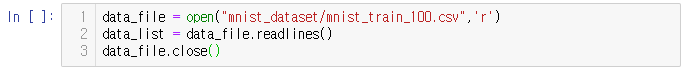 In [ ]:
1 data_file = open("mnist_dataset/mnist_train_100.csv",'r')
2 data_list = data_file.readlines()
3 data_file.close()